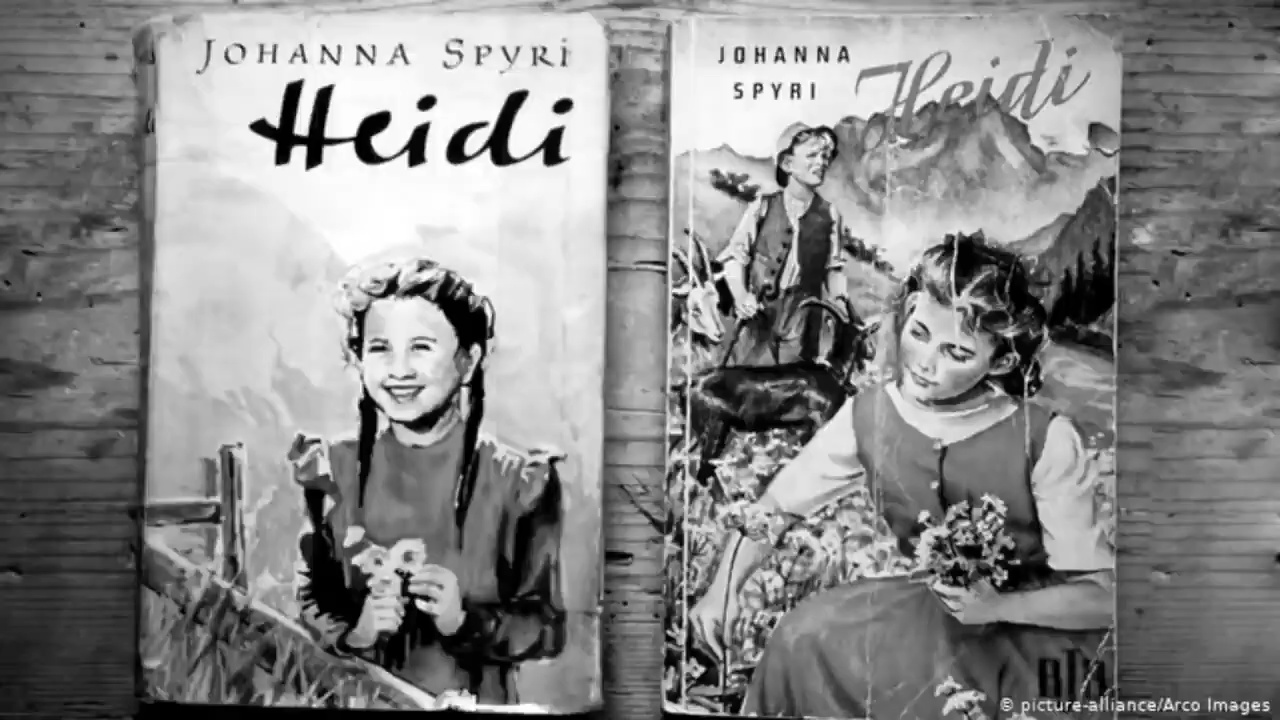 JOHANNA SPYRI
Heidi
JOHANNA
SPYRI
Heidi
© picture-alliance/Arco Images